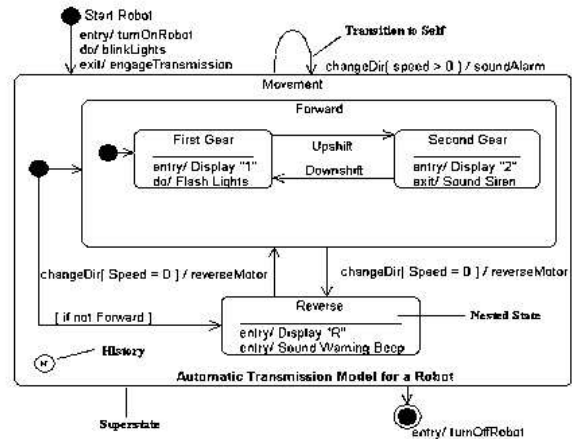 Start Robot
entry/ turnOnRobot
do/ blinkLights
exit/ engageTransmission
Transition to Self
changeDir( speed > 0 ) / soundAlarm
Movement
Forward
First Gear
entry/ Display "1"
do/ Flash Lights
Upshift
Downshift
Second Gear
entry/ Display "2"
exit/ Sound Siren
changeDir[ Speed = 0 ] / reverseMotor
changeDir[ Speed = 0 ] / reverseMotor
[ if not Forward ]
Reverse
entry/ Display "R"
entry/ Sound Warning Beep
Nested State
H
History
Automatic Transmission Model for a Robot
Superstate
entry/ turnOffRobot